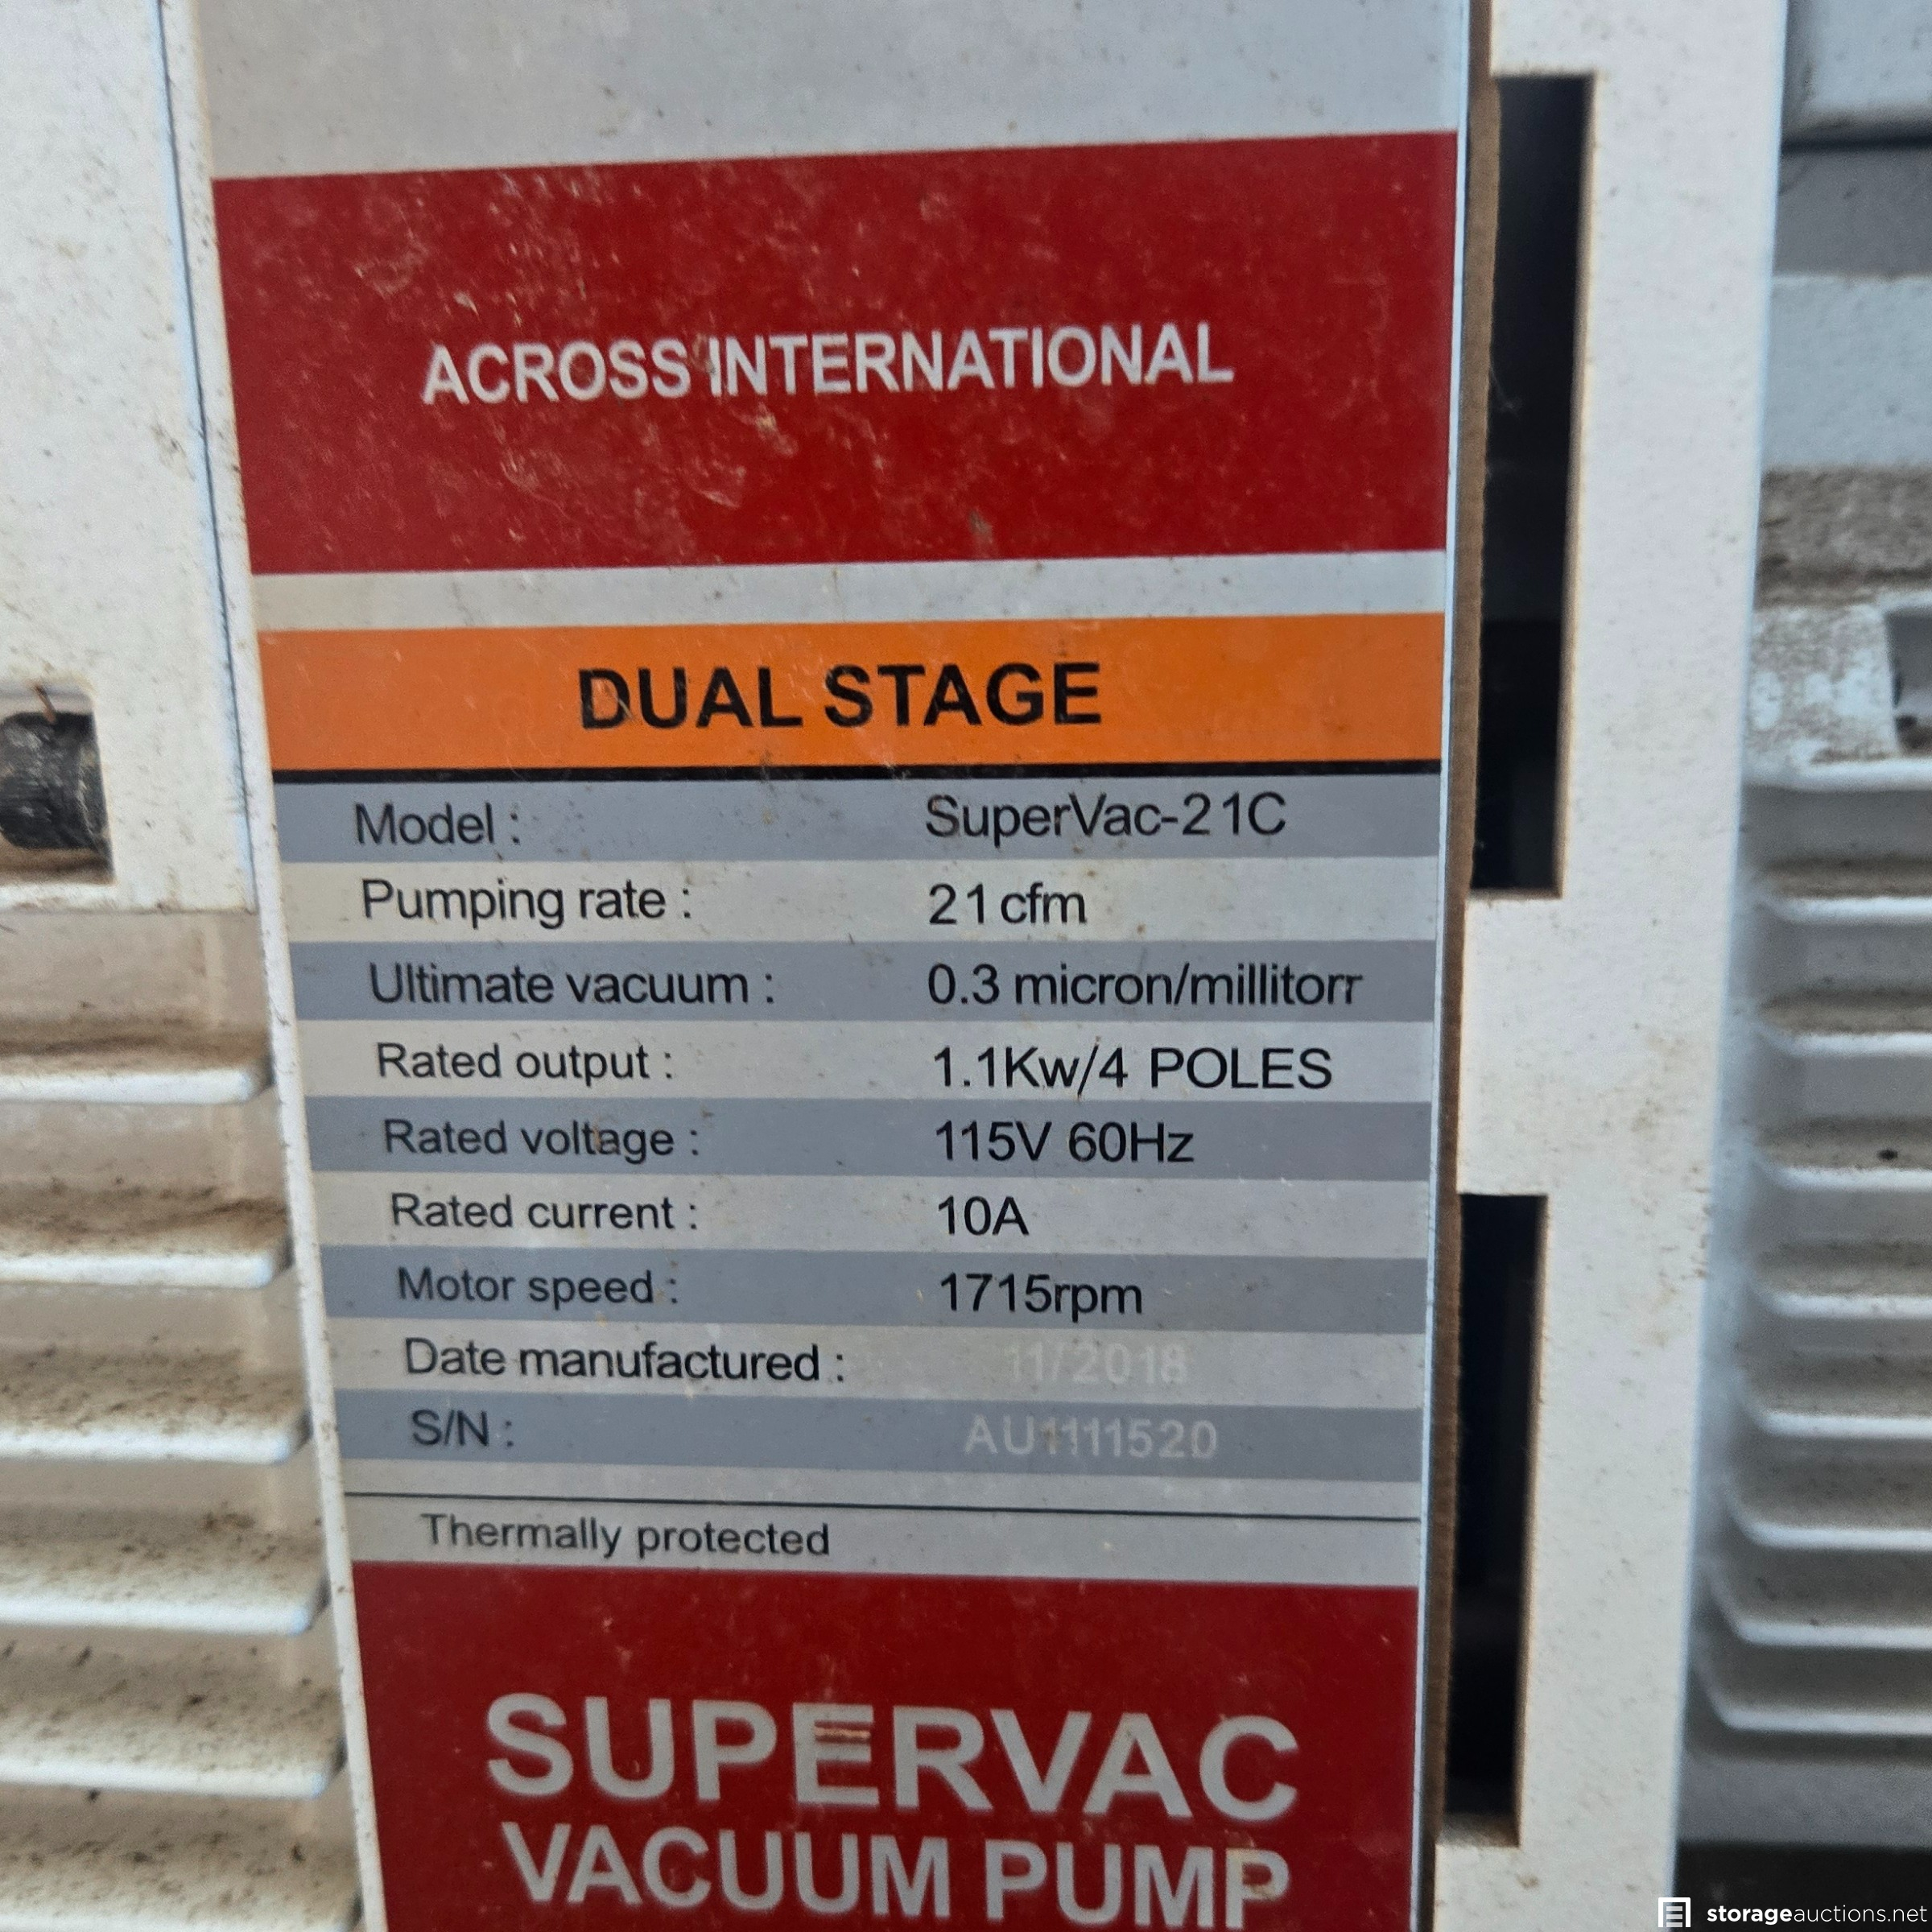 ACROSS INTERNATIONAL
DUAL STAGE
Model : SuperVac-21C
Pumping rate : 21 cfm
Ultimate vacuum : 0.3 micron/millitorr
Rated output : 1.1Kw/4 POLES
Rated voltage : 115V 60Hz
Rated current : 10A
Motor speed : 1715rpm
Date manufactured : 11/2018
S/N : AU1111520
Thermally protected
SUPERVAC
VACUUM PUMP
storageauctions.net